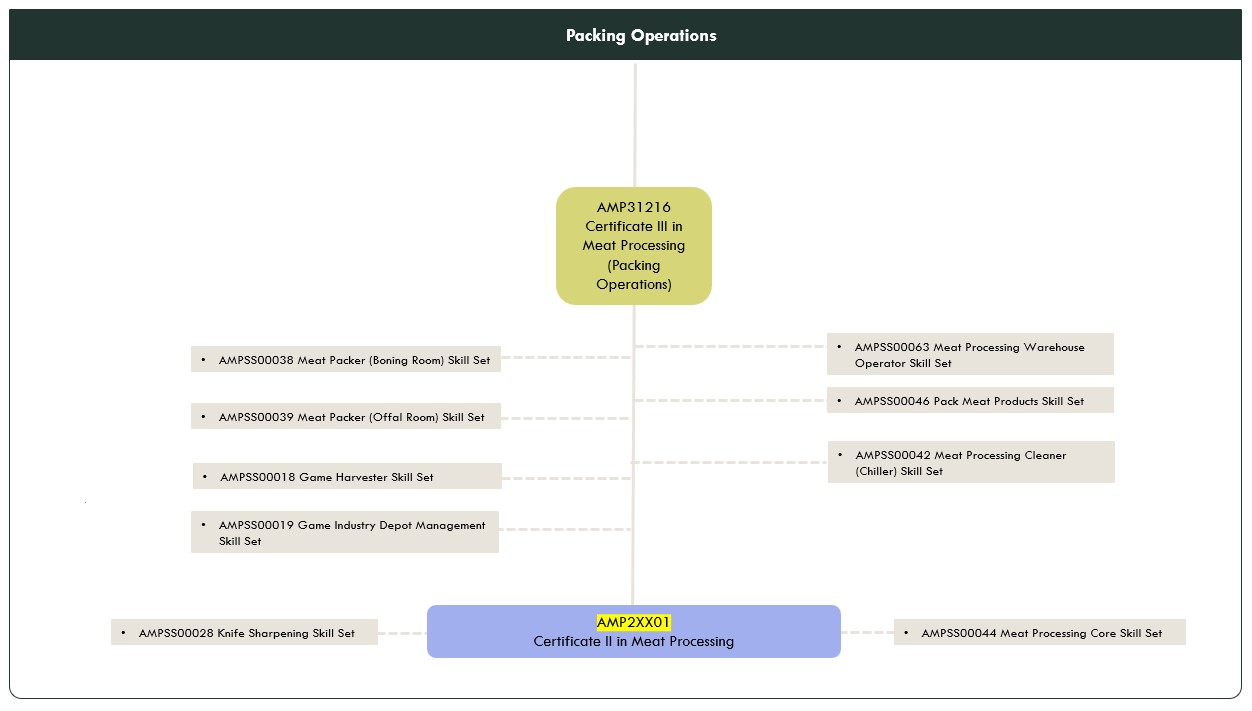 Packing Operations
AMP31216
Certificate III in
Meat Processing
(Packing
Operations)
• AMPSS00038 Meat Packer (Boning Room) Skill Set
• AMPSS00039 Meat Packer (Offal Room) Skill Set
• AMPSS00018 Game Harvester Skill Set
• AMPSS00019 Game Industry Depot Management
Skill Set
• AMPSS00063 Meat Processing Warehouse
Operator Skill Set
• AMPSS00046 Pack Meat Products Skill Set
• AMPSS00042 Meat Processing Cleaner
(Chiller) Skill Set
• AMPSS00028 Knife Sharpening Skill Set
AMP2XX01
Certificate II in Meat Processing
• AMPSS00044 Meat Processing Core Skill Set